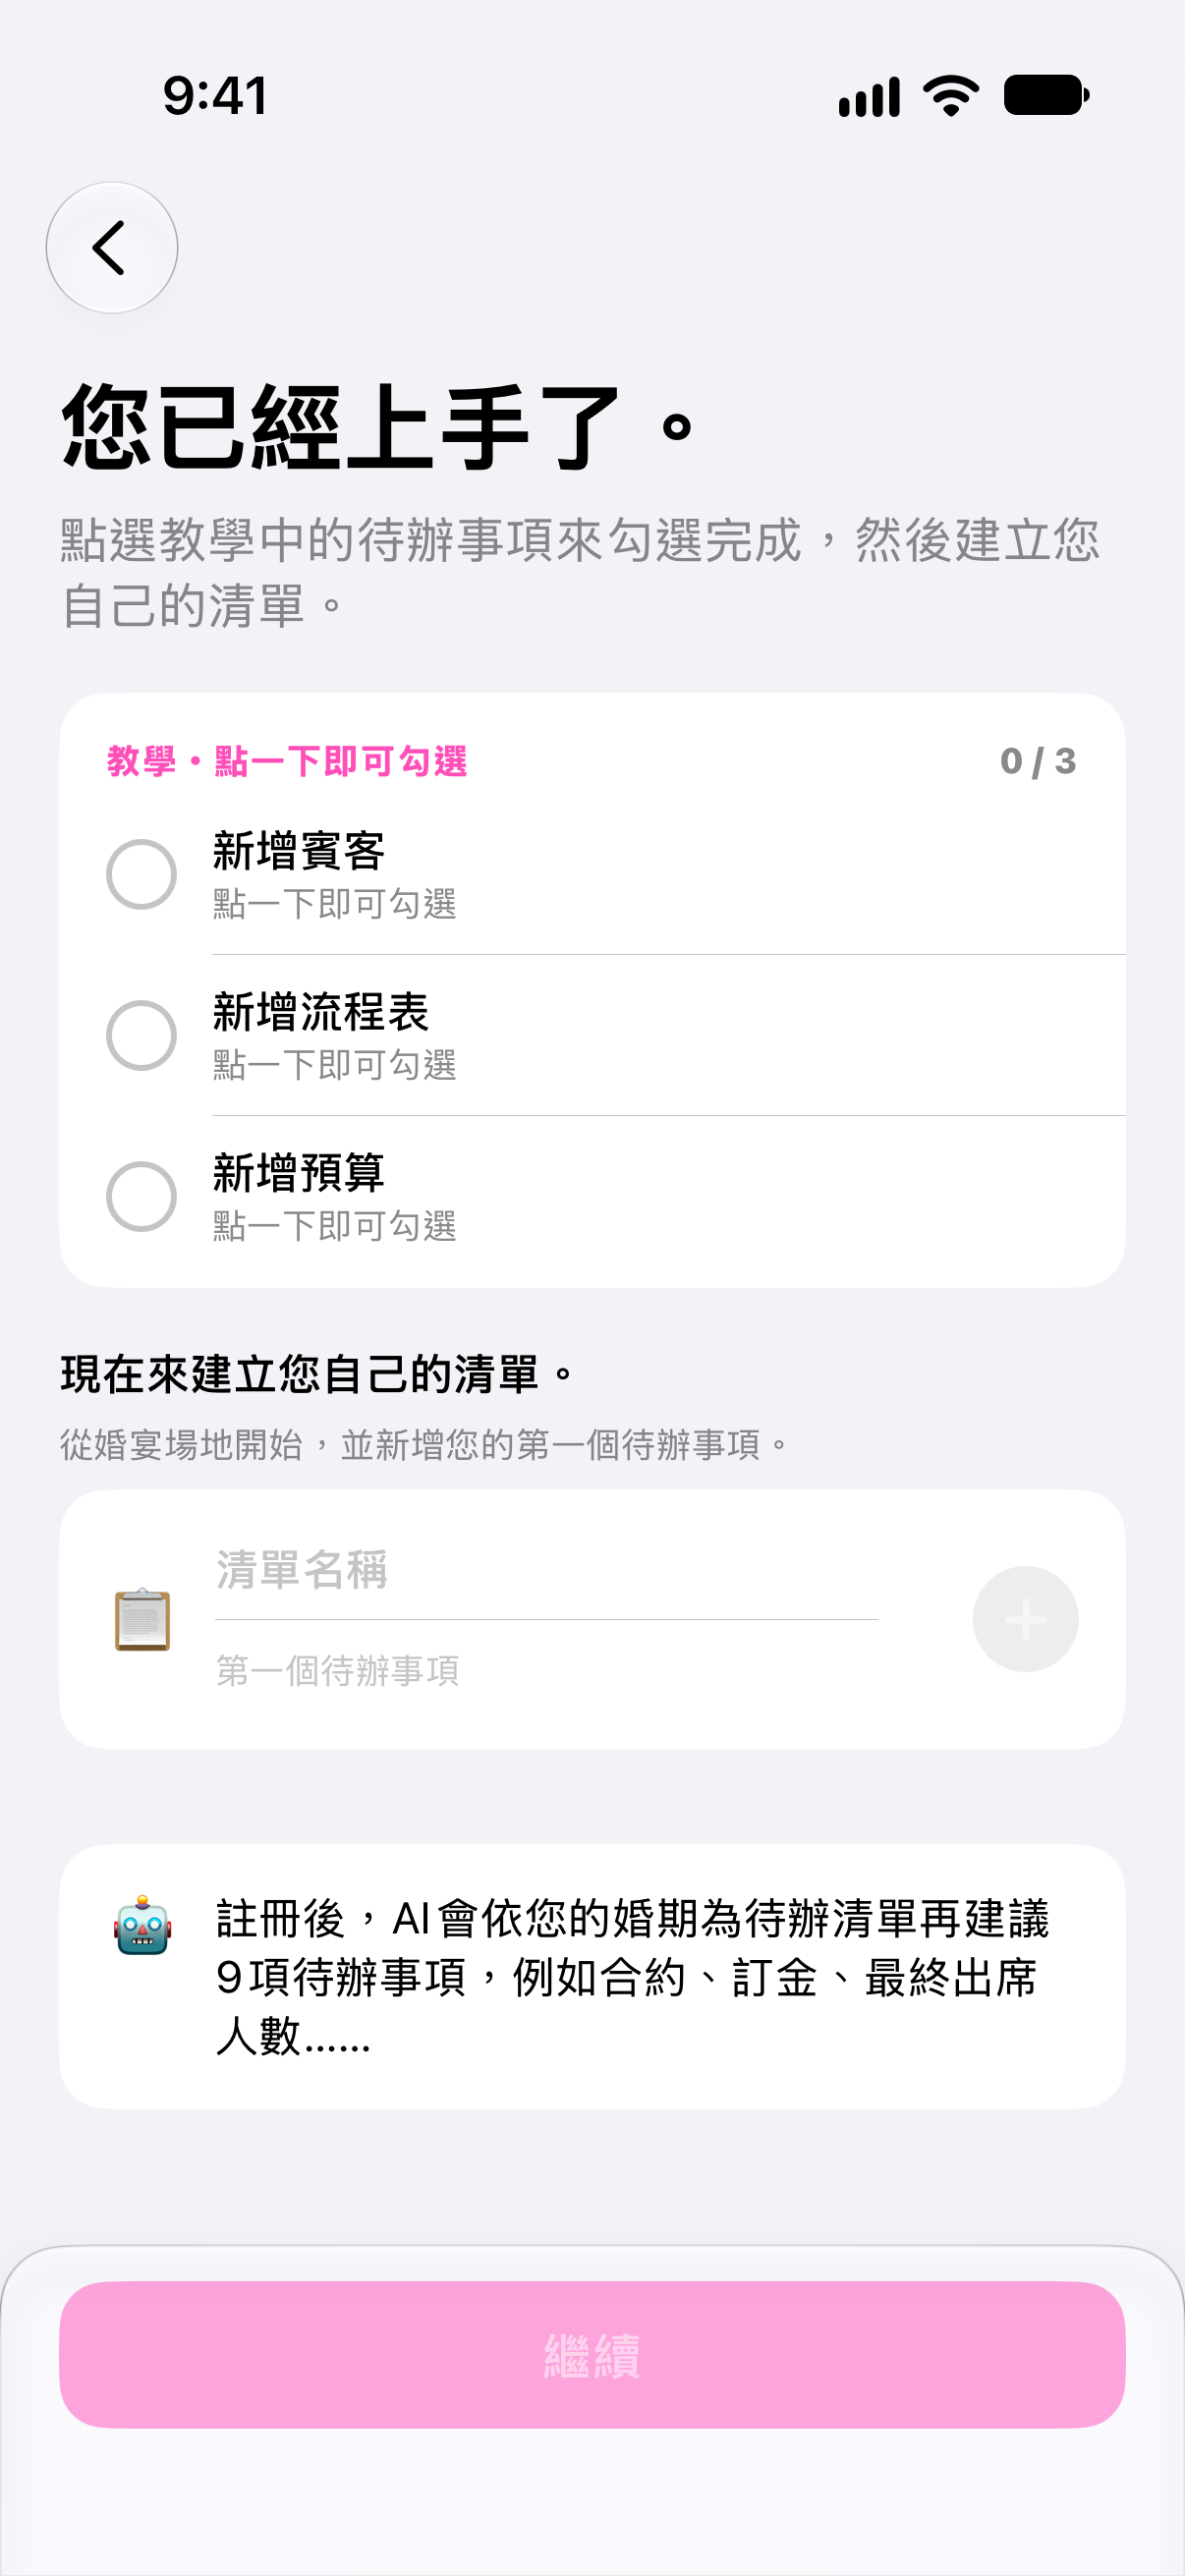 9:41
您已經上手了。
點選教學中的待辦事項來勾選完成，然後建立您
自己的清單。
教學・點一下即可勾選
0 / 3
新增賓客
點一下即可勾選
新增流程表
點一下即可勾選
新增預算
點一下即可勾選
現在來建立您自己的清單。
從婚宴場地開始，並新增您的第一個待辦事項。
清單名稱
第一個待辦事項
註冊後，AI會依您的婚期為待辦清單再建議
9項待辦事項，例如合約、訂金、最終出席
人數……
繼續